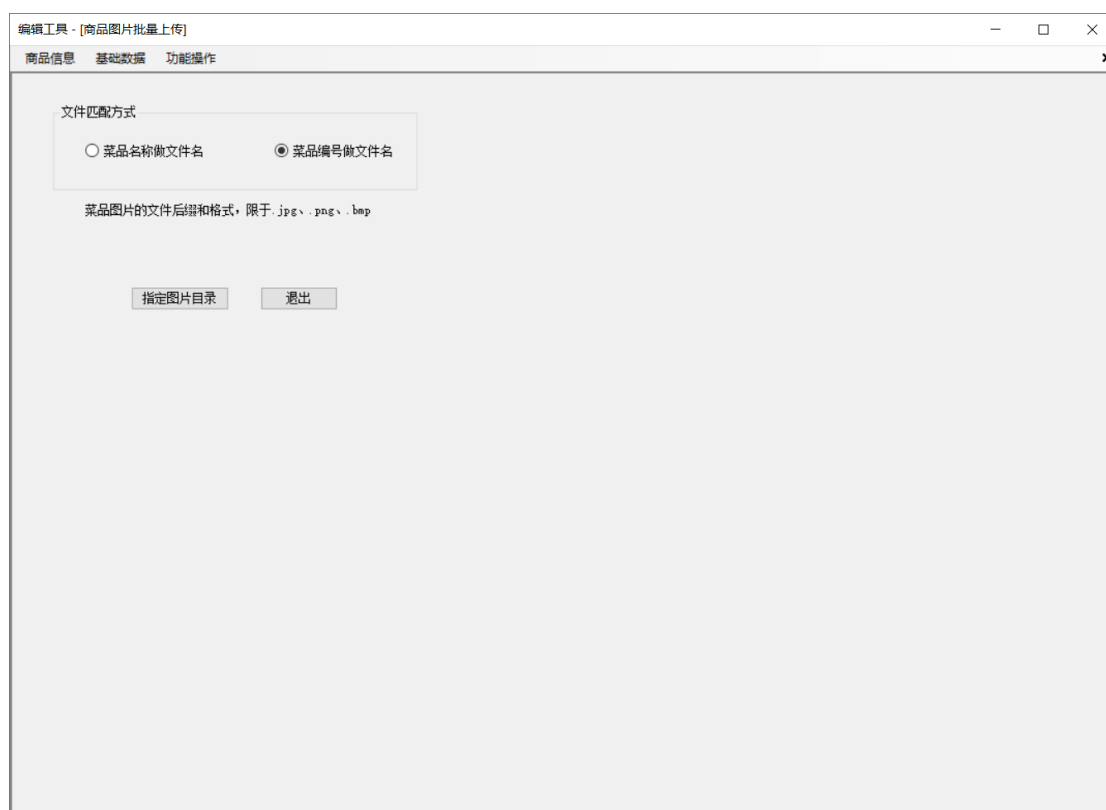 编辑工具 - [商品图片批量上传]
商品信息 基础数据 功能操作
文件匹配方式
菜品名称做文件名 菜品编号做文件名
菜品图片的文件后缀和格式，限于.jpg、.png、.bmp
指定图片目录 退出